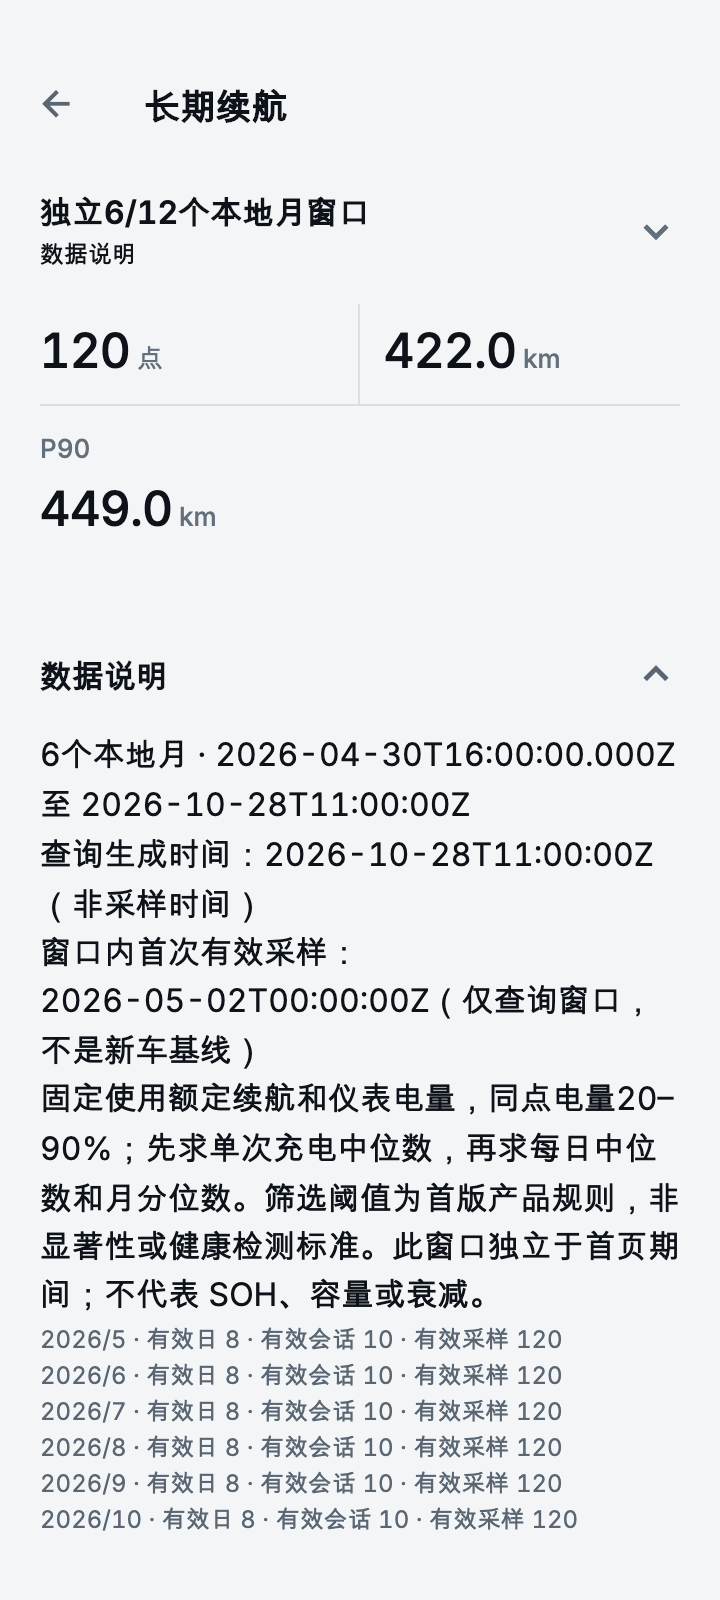 长期续航
独立6/12个本地月窗口
数据说明
120 点
422.0 km
P90
449.0 km
数据说明
6个本地月 · 2026-04-30T16:00:00.000Z
至 2026-10-28T11:00:00Z
查询生成时间：2026-10-28T11:00:00Z
（非采样时间）
窗口内首次有效采样：
2026-05-02T00:00:00Z（仅查询窗口，
不是新车基线）
固定使用额定续航和仪表电量，同点电量20–
90%；先求单次充电中位数，再求每日中位
数和月分位数。筛选阈值为首版产品规则，非
显著性或健康检测标准。此窗口独立于首页期
间；不代表 SOH、容量或衰减。
2026/5 · 有效日 8 · 有效会话 10 · 有效采样 120
2026/6 · 有效日 8 · 有效会话 10 · 有效采样 120
2026/7 · 有效日 8 · 有效会话 10 · 有效采样 120
2026/8 · 有效日 8 · 有效会话 10 · 有效采样 120
2026/9 · 有效日 8 · 有效会话 10 · 有效采样 120
2026/10 · 有效日 8 · 有效会话 10 · 有效采样 120